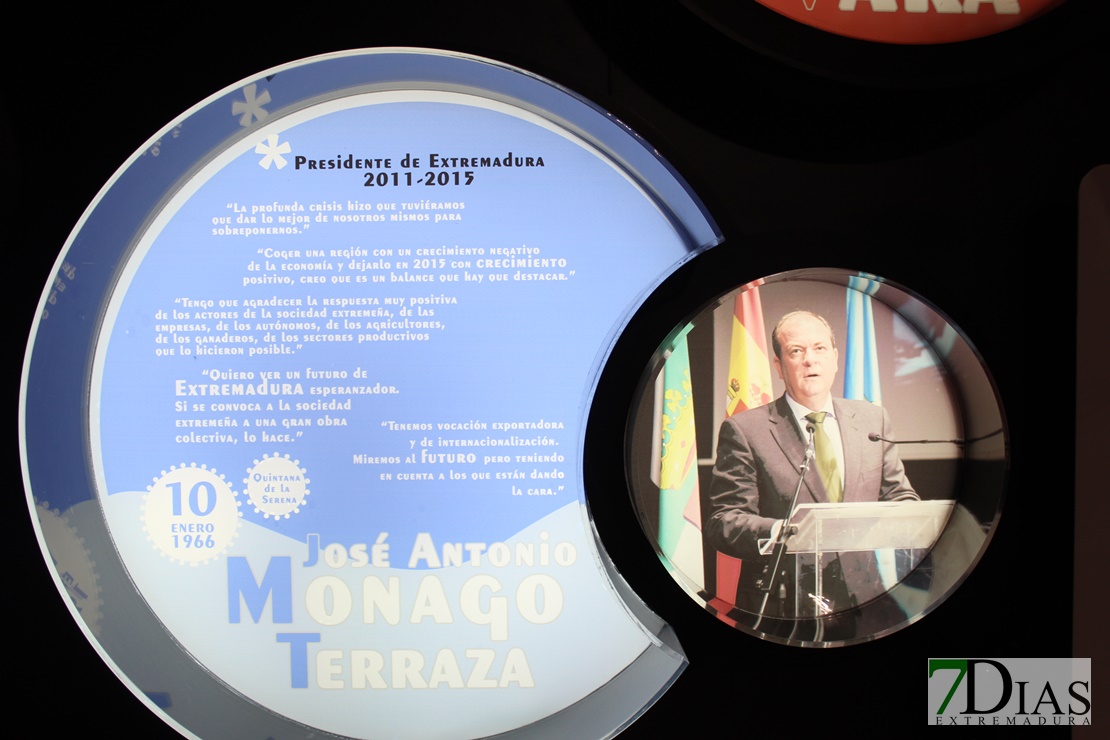 ARA
Presidente de Extremadura
2011-2015
“La profunda crisis hizo que tuviéramos
que dar lo mejor de nosotros mismos para
sobreponernos.”
“Coger una región con un crecimiento negativo
de la economía y dejarlo en 2015 con crecimiento
positivo, creo que es un balance que hay que destacar.”
“Tengo que agradecer la respuesta muy positiva
de los actores de la sociedad extremeña, de las
empresas, de los autónomos, de los agricultores,
de los ganaderos, de los sectores productivos
que lo hicieron posible.”
“Quiero ver un futuro de
Extremadura esperanzador.
Si se convoca a la sociedad
extremeña a una gran obra
colectiva, lo hace.”
“Tenemos vocación exportadora
y de internacionalización.
Miremos al futuro pero teniendo
en cuenta a los que están dando
la cara.”
10
enero
1966
Quintana
de la
Serena
José Antonio
Monago
Terraza
7Dias
Extremadura